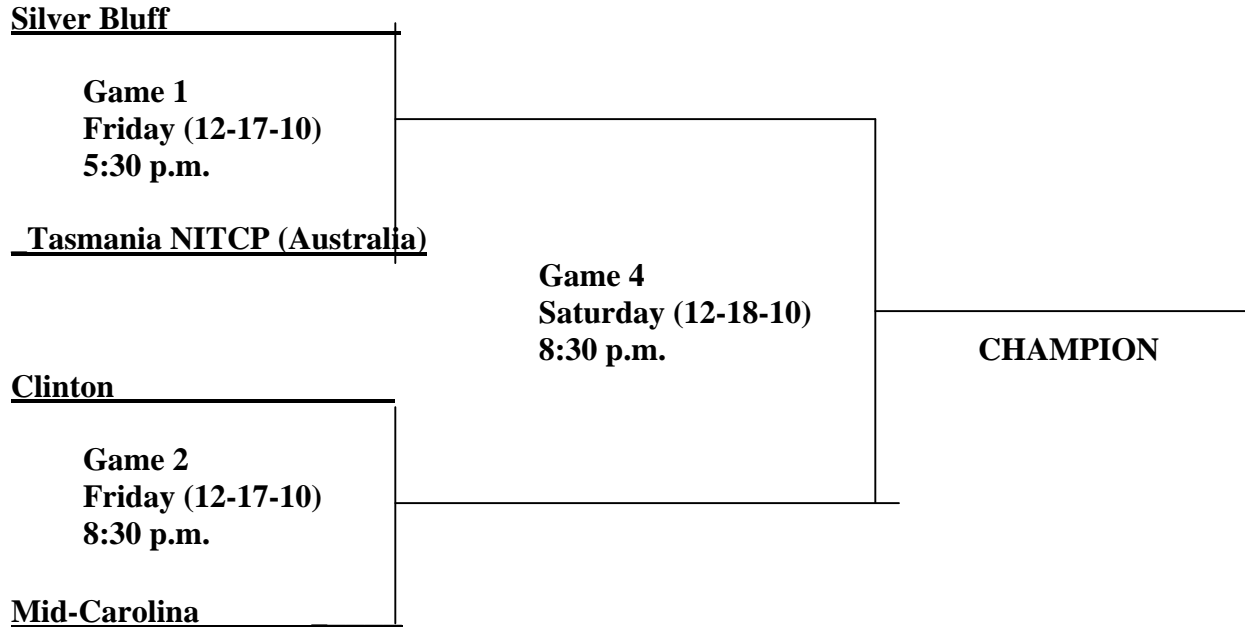 Silver Bluff
Game 1
Friday (12-17-10)
5:30 p.m.
_Tasmania NITCP (Australia)
Game 4
Saturday (12-18-10)
8:30 p.m.
CHAMPION
Clinton
Game 2
Friday (12-17-10)
8:30 p.m.
Mid-Carolina _